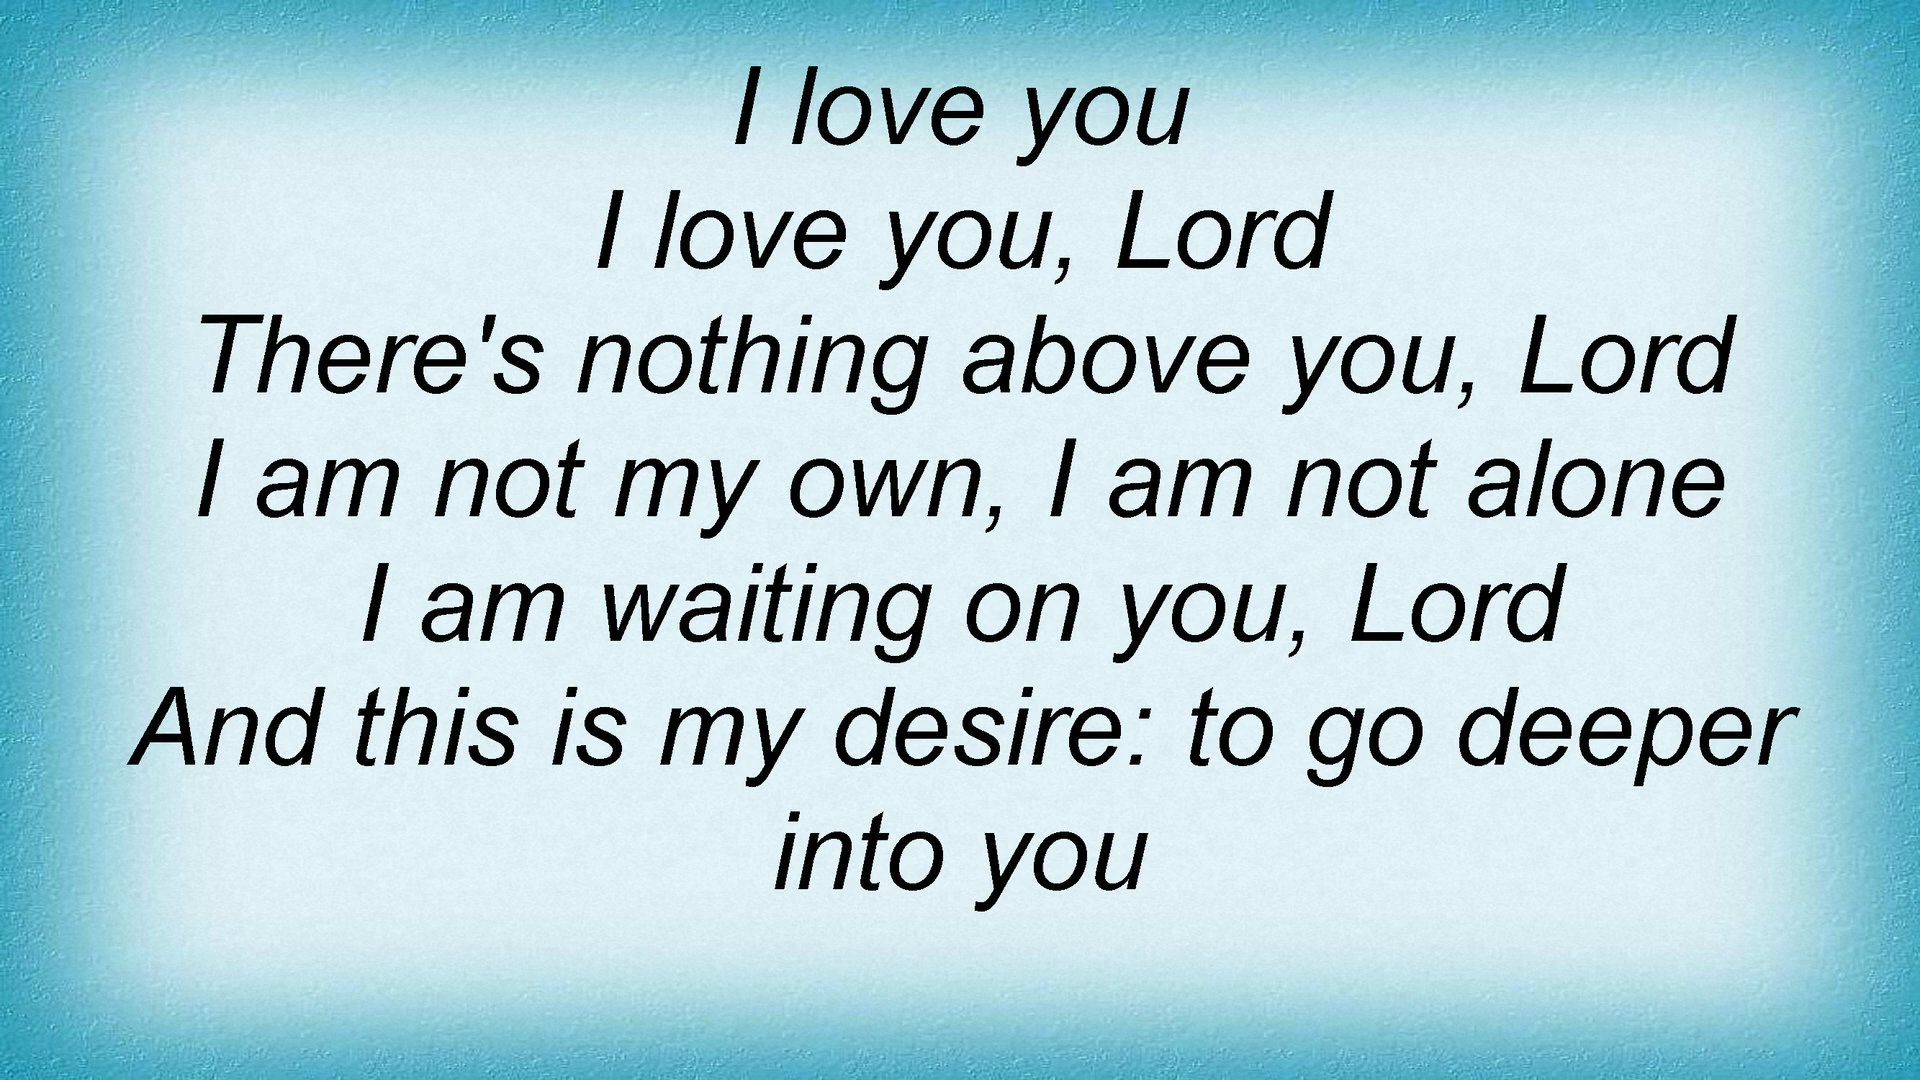 I love you
I love you, Lord
There's nothing above you, Lord
I am not my own, I am not alone
I am waiting on you, Lord
And this is my desire: to go deeper
into you